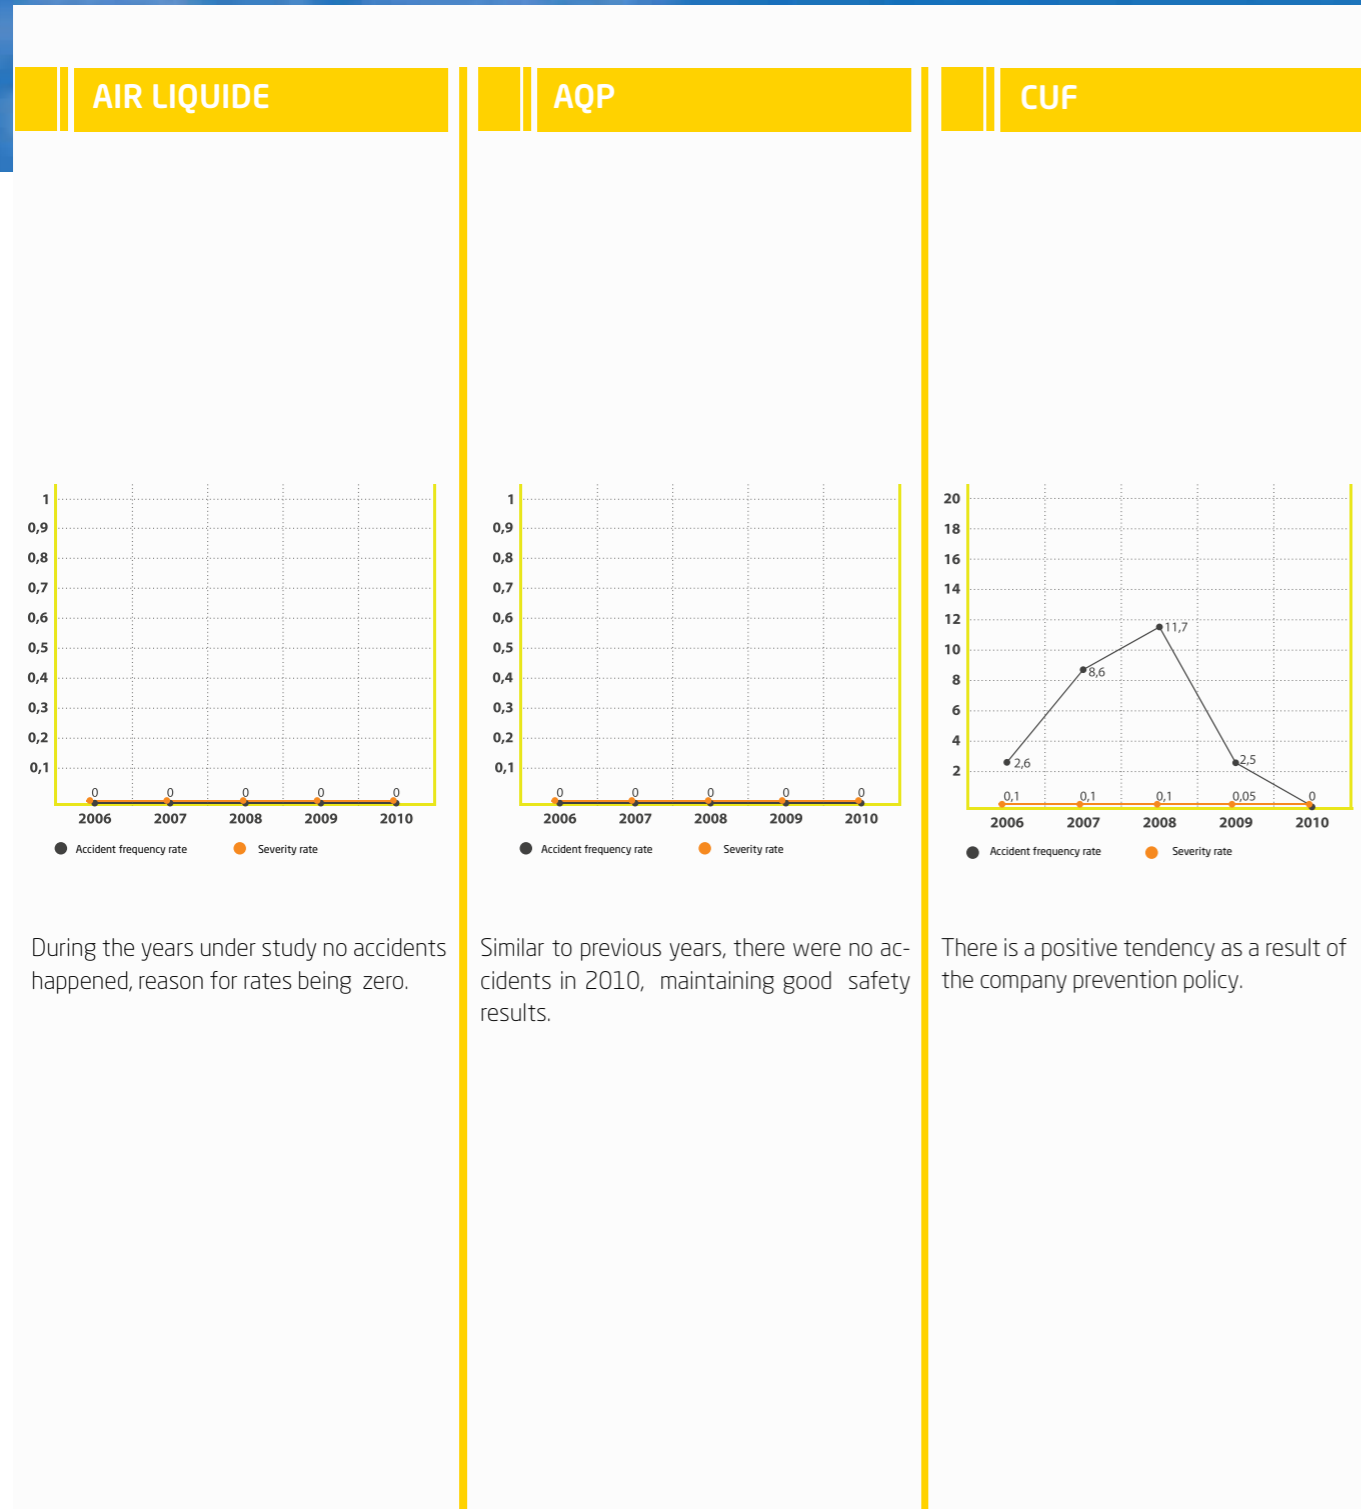 AIR LIQUIDE
1
0,9
0,8
0,7
0,6
0,5
0,4
0,3
0,2
0,1
0 0 0 0 0
2006 2007 2008 2009 2010
Accident frequency rate Severity rate
During the years under study no accidents
happened, reason for rates being zero.
AQP
1
0,9
0,8
0,7
0,6
0,5
0,4
0,3
0,2
0,1
0 0 0 0 0
2006 2007 2008 2009 2010
Accident frequency rate Severity rate
Similar to previous years, there were no ac-
cidents in 2010, maintaining good safety
results.
CUF
20
18
16
14
12
11,7
10
8
8,6
6
4
2,6 2,5
2
0,1 0,1 0,1 0,05 0
2006 2007 2008 2009 2010
Accident frequency rate Severity rate
There is a positive tendency as a result of
the company prevention policy.